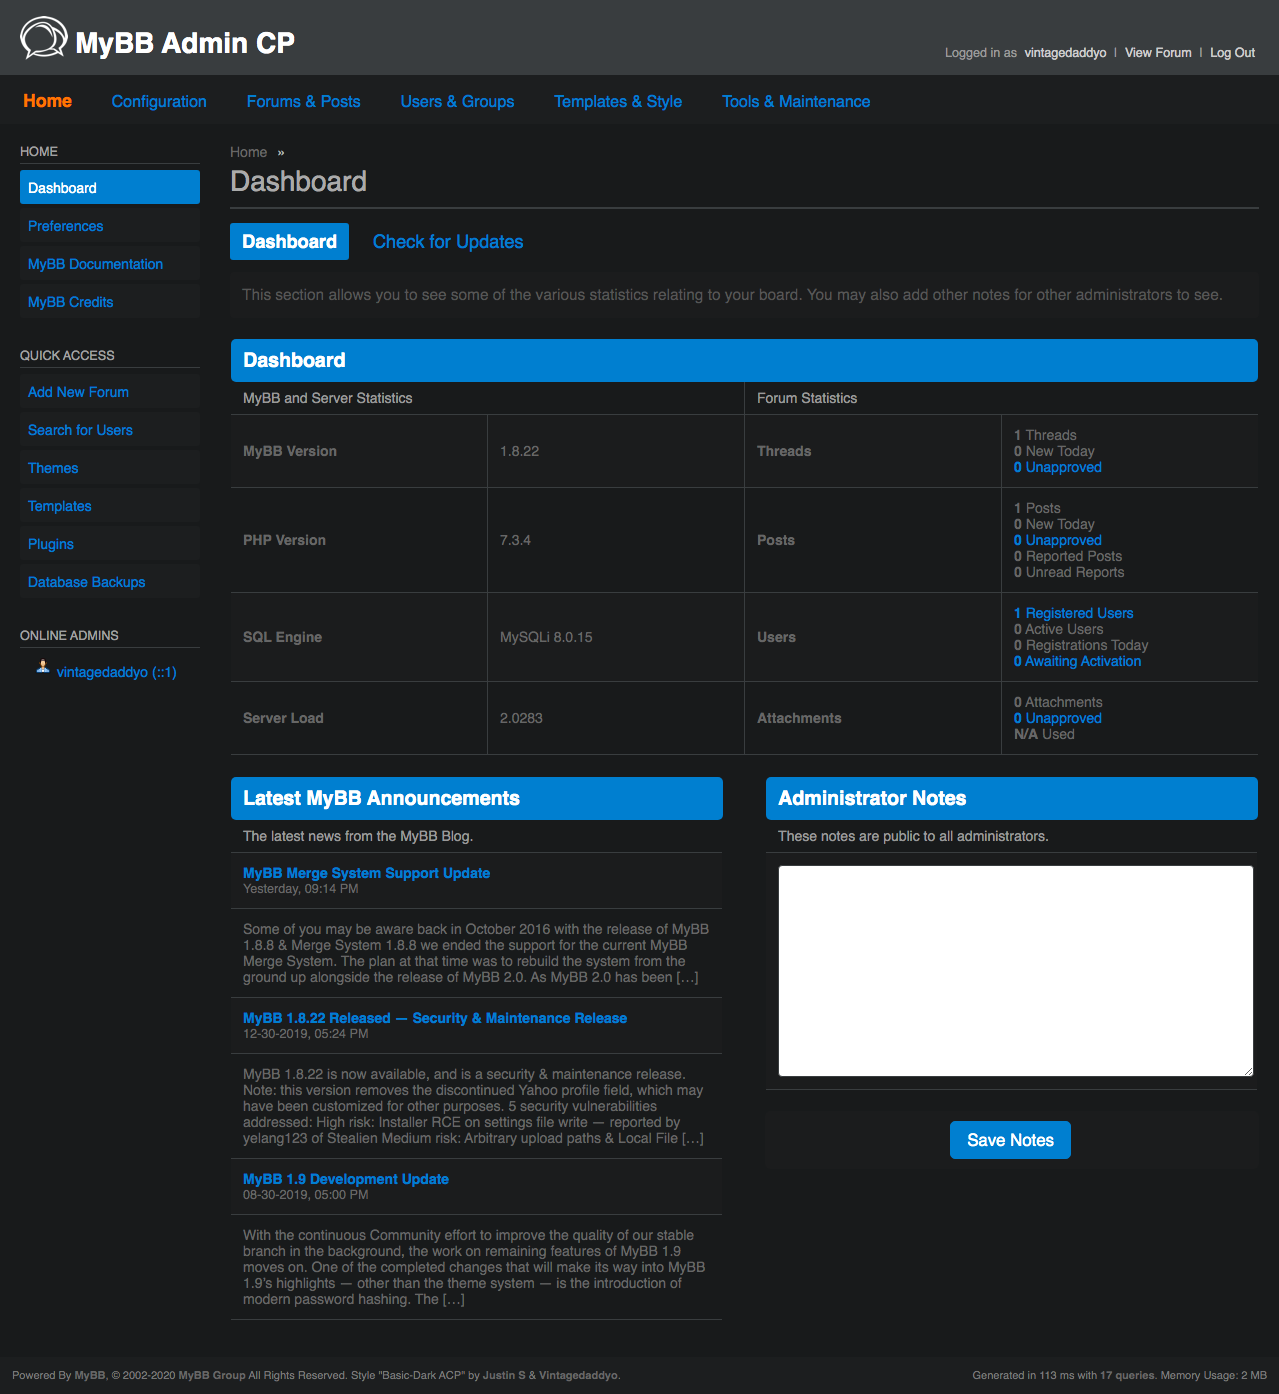 MyBB Admin CP
Logged in as vintagedaddyo | View Forum | Log Out
Home Configuration Forums & Posts Users & Groups Templates & Style Tools & Maintenance
HOME
Dashboard
Preferences
MyBB Documentation
MyBB Credits
QUICK ACCESS
Add New Forum
Search for Users
Themes
Templates
Plugins
Database Backups
ONLINE ADMINS
vintagedaddyo (::1)
Home »
Dashboard
Dashboard Check for Updates
This section allows you to see some of the various statistics relating to your board. You may also add other notes for other administrators to see.
Dashboard
MyBB and Server Statistics Forum Statistics
MyBB Version 1.8.22 Threads
1 Threads
0 New Today
0 Unapproved
PHP Version 7.3.4 Posts
1 Posts
0 New Today
0 Unapproved
0 Reported Posts
0 Unread Reports
SQL Engine MySQLi 8.0.15 Users
1 Registered Users
0 Active Users
0 Registrations Today
0 Awaiting Activation
Server Load 2.0283 Attachments
0 Attachments
0 Unapproved
N/A Used
Latest MyBB Announcements
The latest news from the MyBB Blog.
MyBB Merge System Support Update
Yesterday, 09:14 PM
Some of you may be aware back in October 2016 with the release of MyBB
1.8.8 & Merge System 1.8.8 we ended the support for the current MyBB
Merge System. The plan at that time was to rebuild the system from the
ground up alongside the release of MyBB 2.0. As MyBB 2.0 has been […]
MyBB 1.8.22 Released — Security & Maintenance Release
12-30-2019, 05:24 PM
MyBB 1.8.22 is now available, and is a security & maintenance release.
Note: this version removes the discontinued Yahoo profile field, which may
have been customized for other purposes. 5 security vulnerabilities
addressed: High risk: Installer RCE on settings file write — reported by
yelang123 of Stealien Medium risk: Arbitrary upload paths & Local File […]
MyBB 1.9 Development Update
08-30-2019, 05:00 PM
With the continuous Community effort to improve the quality of our stable
branch in the background, the work on remaining features of MyBB 1.9
moves on. One of the completed changes that will make its way into MyBB
1.9’s highlights — other than the theme system — is the introduction of
modern password hashing. The […]
Administrator Notes
These notes are public to all administrators.
Save Notes
Powered By MyBB, © 2002-2020 MyBB Group All Rights Reserved. Style "Basic-Dark ACP" by Justin S & Vintagedaddyo.
Generated in 113 ms with 17 queries. Memory Usage: 2 MB